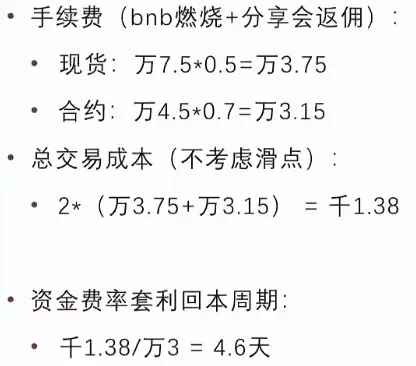 • 手续费（bnb燃烧+分享会返佣）：
• 现货：万7.5*0.5=万3.75
• 合约：万4.5*0.7=万3.15
• 总交易成本（不考虑滑点）：
• 2*（万3.75+万3.15） = 千1.38
• 资金费率套利回本周期：
• 千1.38/万3 = 4.6天